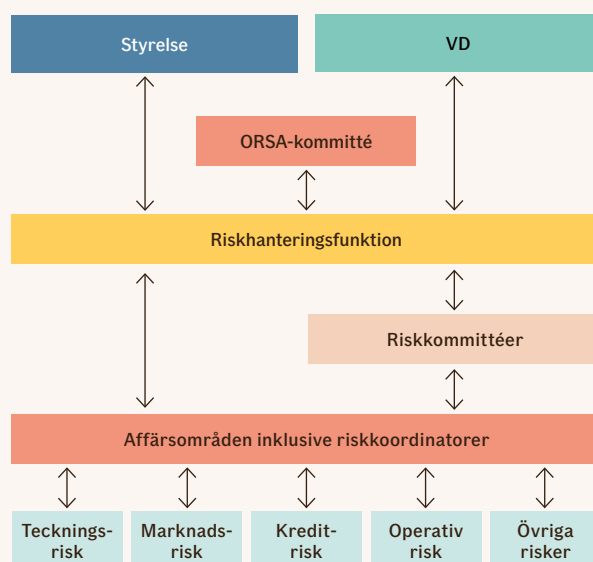 Styrelse
VD
ORSA-kommitté
Riskhanteringsfunktion
Riskkommittéer
Affärsområden inklusive riskkoordinatorer
Tecknings-
risk
Marknads-
risk
Kredit-
risk
Operativ
risk
Övriga
risker